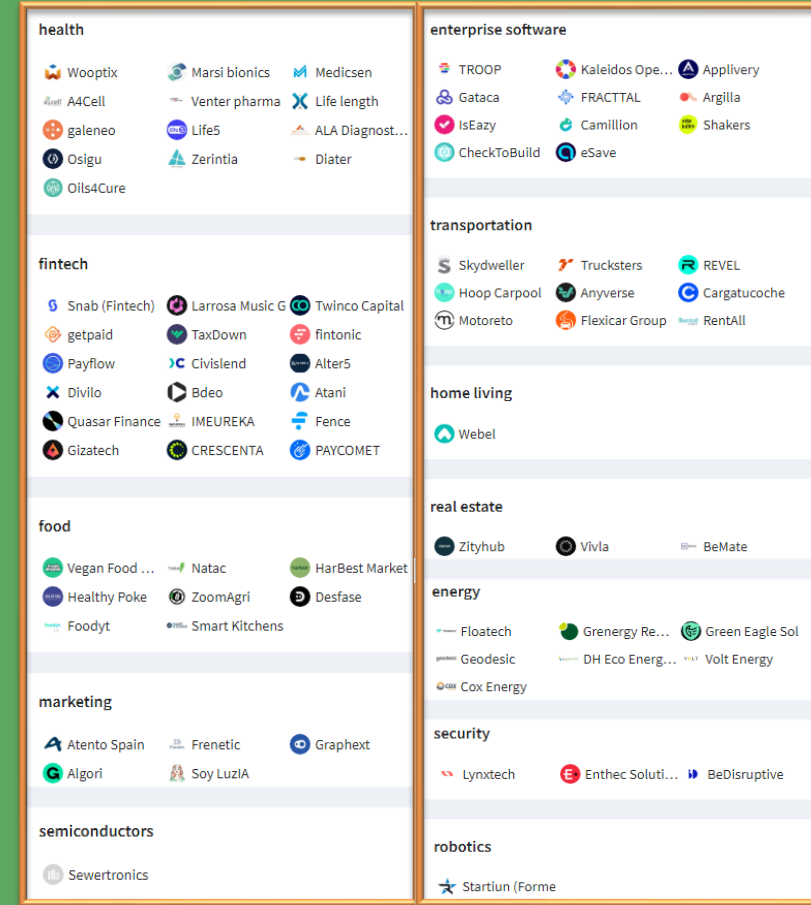 health
Wooptix Marsi bionics Medicsen
A4Cell Venter pharma Life length
galeneo Life5 ALA Diagnost...
Osigu Zerintia Diater
Oils4Cure
fintech
Snab (Fintech) Larrosa Music G Twinco Capital
getpaid TaxDown fintonic
Payflow Civislend Alter5
Divilo Bdeo Atani
Quasar Finance IMEUREKA Fence
Gizatech CRESCENTA PAYCOMET
food
Vegan Food ... Natac HarBest Market
Healthy Poke ZoomAgri Desfase
Foodyt Smart Kitchens
marketing
Atento Spain Frenetic Graphext
Algori Soy LuzIA
semiconductors
Sewertronics
enterprise software
TROOP Kaleidos Ope... Applivery
Gataca FRACTTAL Argilla
IsEazy Camillion Shakers
CheckToBuild eSave
transportation
Skydweller Trucksters REVEL
Hoop Carpool Anyverse Cargatucoche
Motoreto Flexicar Group RentAll
home living
Webel
real estate
Zityhub Vivla BeMate
energy
Floatech Grenergy Re... Green Eagle Sol
Geodesic DH Eco Energ... Volt Energy
Cox Energy
security
Lynxtech Enthec Soluti... BeDisruptive
robotics
Startiun (Forme